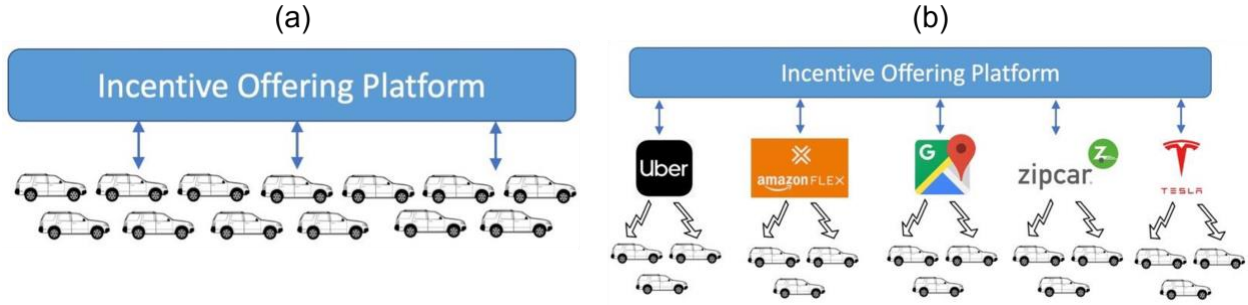 (a)
(b)
Incentive Offering Platform
Incentive Offering Platform
Uber
amazon FLEX
G
zipcar.
Z
TESLA